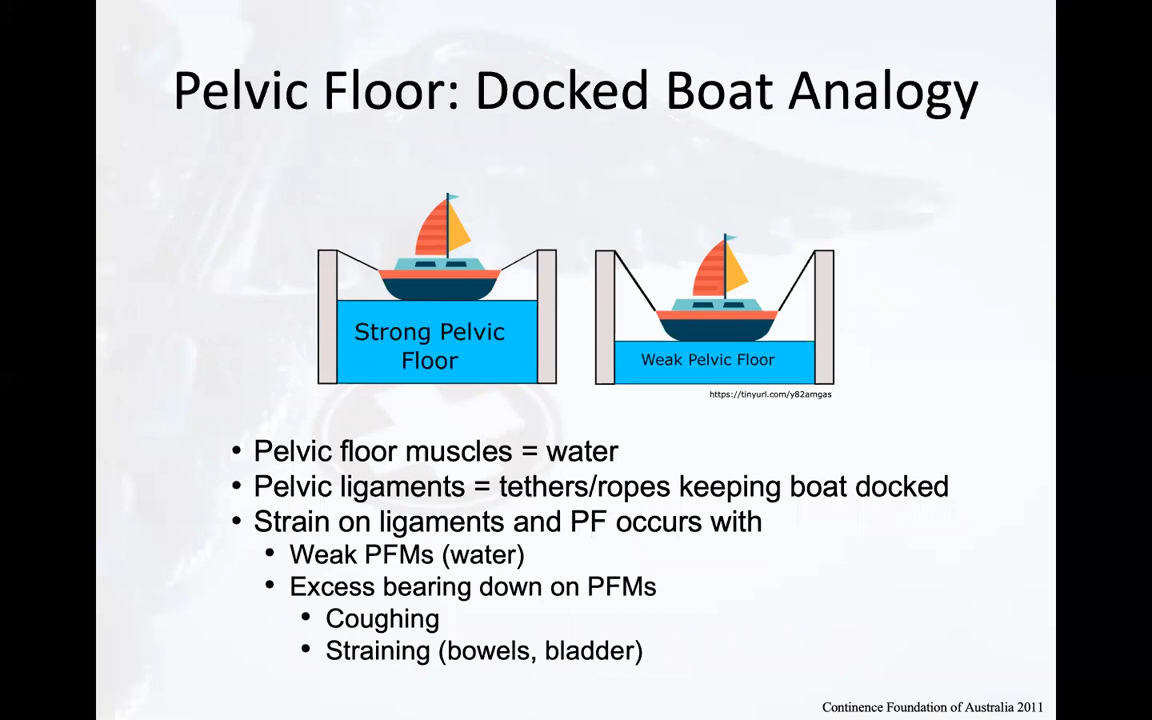 Pelvic Floor: Docked Boat Analogy
Strong Pelvic
Floor
Weak Pelvic Floor
https://tinyurl.com/y82amgas
• Pelvic floor muscles = water
• Pelvic ligaments = tethers/ropes keeping boat docked
• Strain on ligaments and PF occurs with
• Weak PFMs (water)
• Excess bearing down on PFMs
• Coughing
• Straining (bowels, bladder)
Continence Foundation of Australia 2011